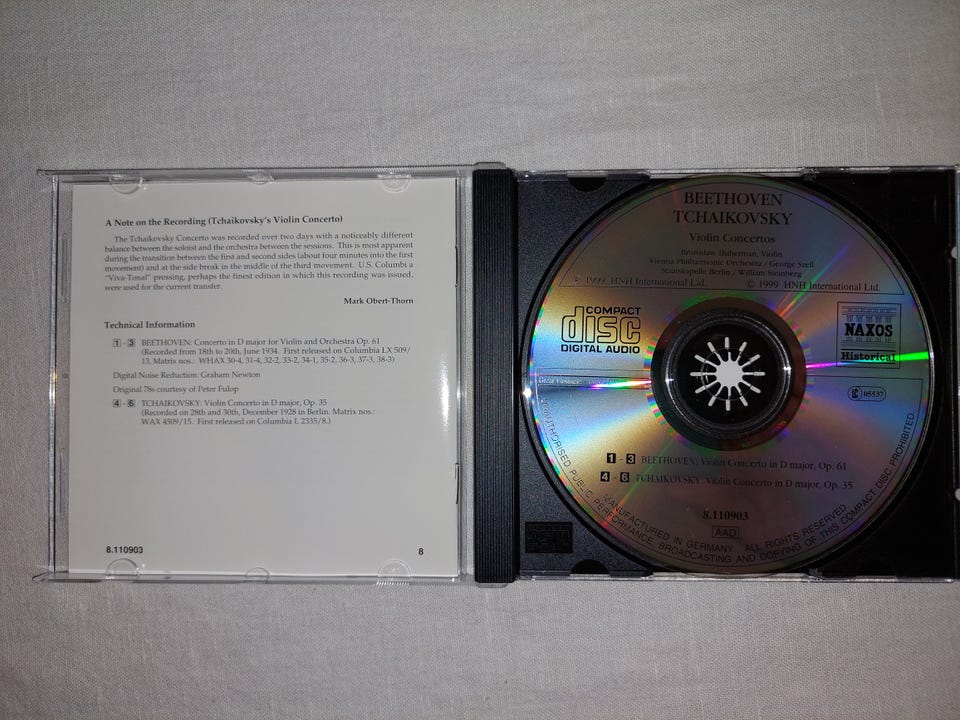 A Note on the Recording (Tchaikovsky's Violin Concerto)
The Tchaikovsky Concerto was recorded over two days with a noticeably different
balance between the soloist and the orchestra between the sessions. This is most apparent
during the transition between the first and second sides (about four minutes into the first
movement) and at the side break in the middle of the third movement. U.S. Columbi a
"Viva-Tonal" pressing, perhaps the finest edition in which this recording was issued,
were used for the current transfer.
Mark Obert-Thorn
Technical Information
1 - 3 BEETHOVEN: Concerto in D major for Violin and Orchestra Op. 61
(Recorded from 18th to 20th, June 1934. First released on Columbia LX 509/
13, Matrix nos.: WHAX 30-4, 31-4, 32-2, 33-2, 34-1, 35-2, 36-3, 37-3, 38-3)
Digital Noise Reduction: Graham Newton
Original 78s courtesy of Peter Fulop
4 - 6 TCHAIKOVSKY: Violin Concerto in D major, Op. 35
(Recorded on 28th and 30th, December 1928 in Berlin. Matrix nos.:
WAX 4509/15. First released on Columbia L 2335/8.)
8.110903
8
BEETHOVEN
TCHAIKOVSKY
Violin Concertos
Bronislaw Huberman, Violin
Vienna Philharmonic Orchestra / George Szell
Staatskapelle Berlin / William Steinberg
℗ 1999 HNH International Ltd.
© 1999 HNH International Ltd.
COMPACT
disc
DIGITAL AUDIO
NAXOS
Historical
Great Violinists
LC 05537
1 - 3 BEETHOVEN: Violin Concerto in D major, Op. 61
4 - 6 TCHAIKOVSKY: Violin Concerto in D major, Op. 35
8.110903
AAD
MANUFACTURED IN GERMANY ALL RIGHTS RESERVED
UNAUTHORISED PUBLIC PERFORMANCE, BROADCASTING AND COPYING OF THIS COMPACT DISC PROHIBITED